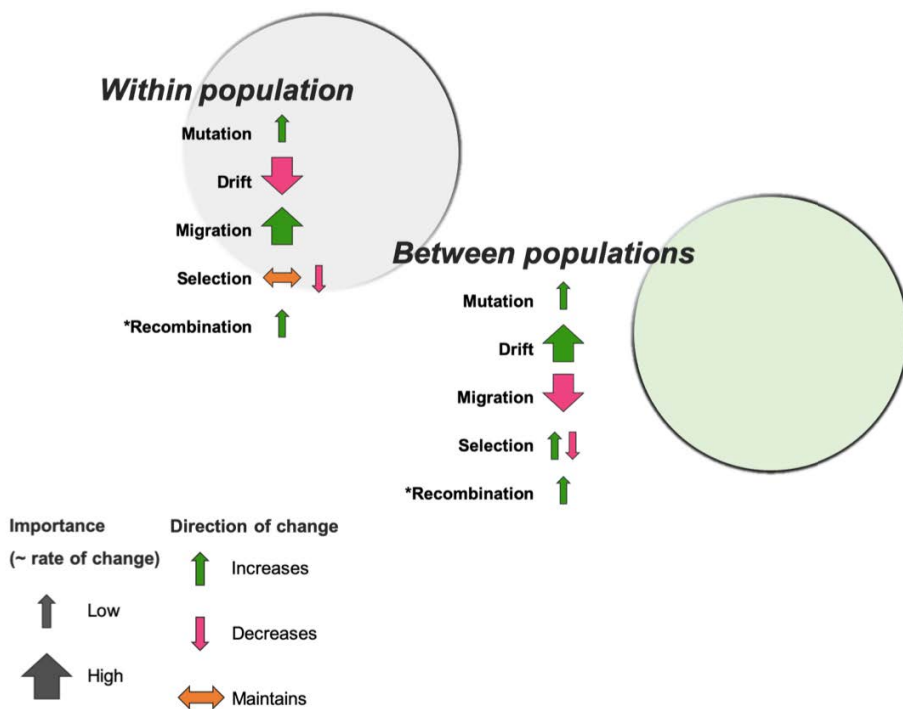 Within population
Mutation
Drift
Migration
Selection
*Recombination
Between populations
Mutation
Drift
Migration
Selection
*Recombination
Importance
(~ rate of change)
Low
High
Direction of change
Increases
Decreases
Maintains